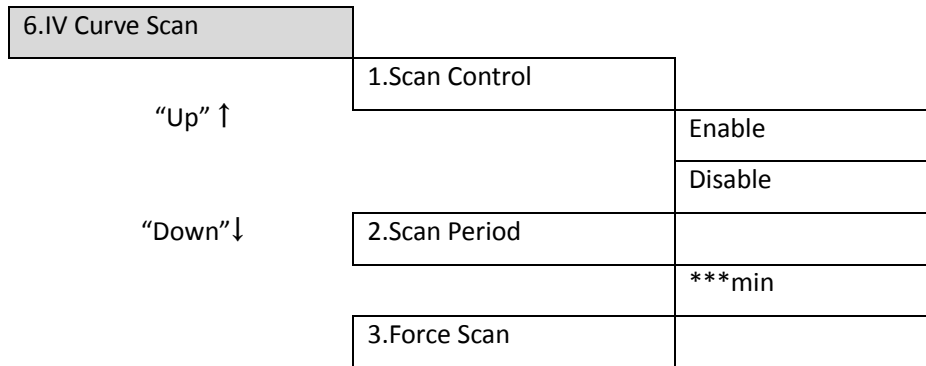 6.IV Curve Scan
1.Scan Control
“Up” ↑
Enable
Disable
“Down”↓
2.Scan Period
***min
3.Force Scan